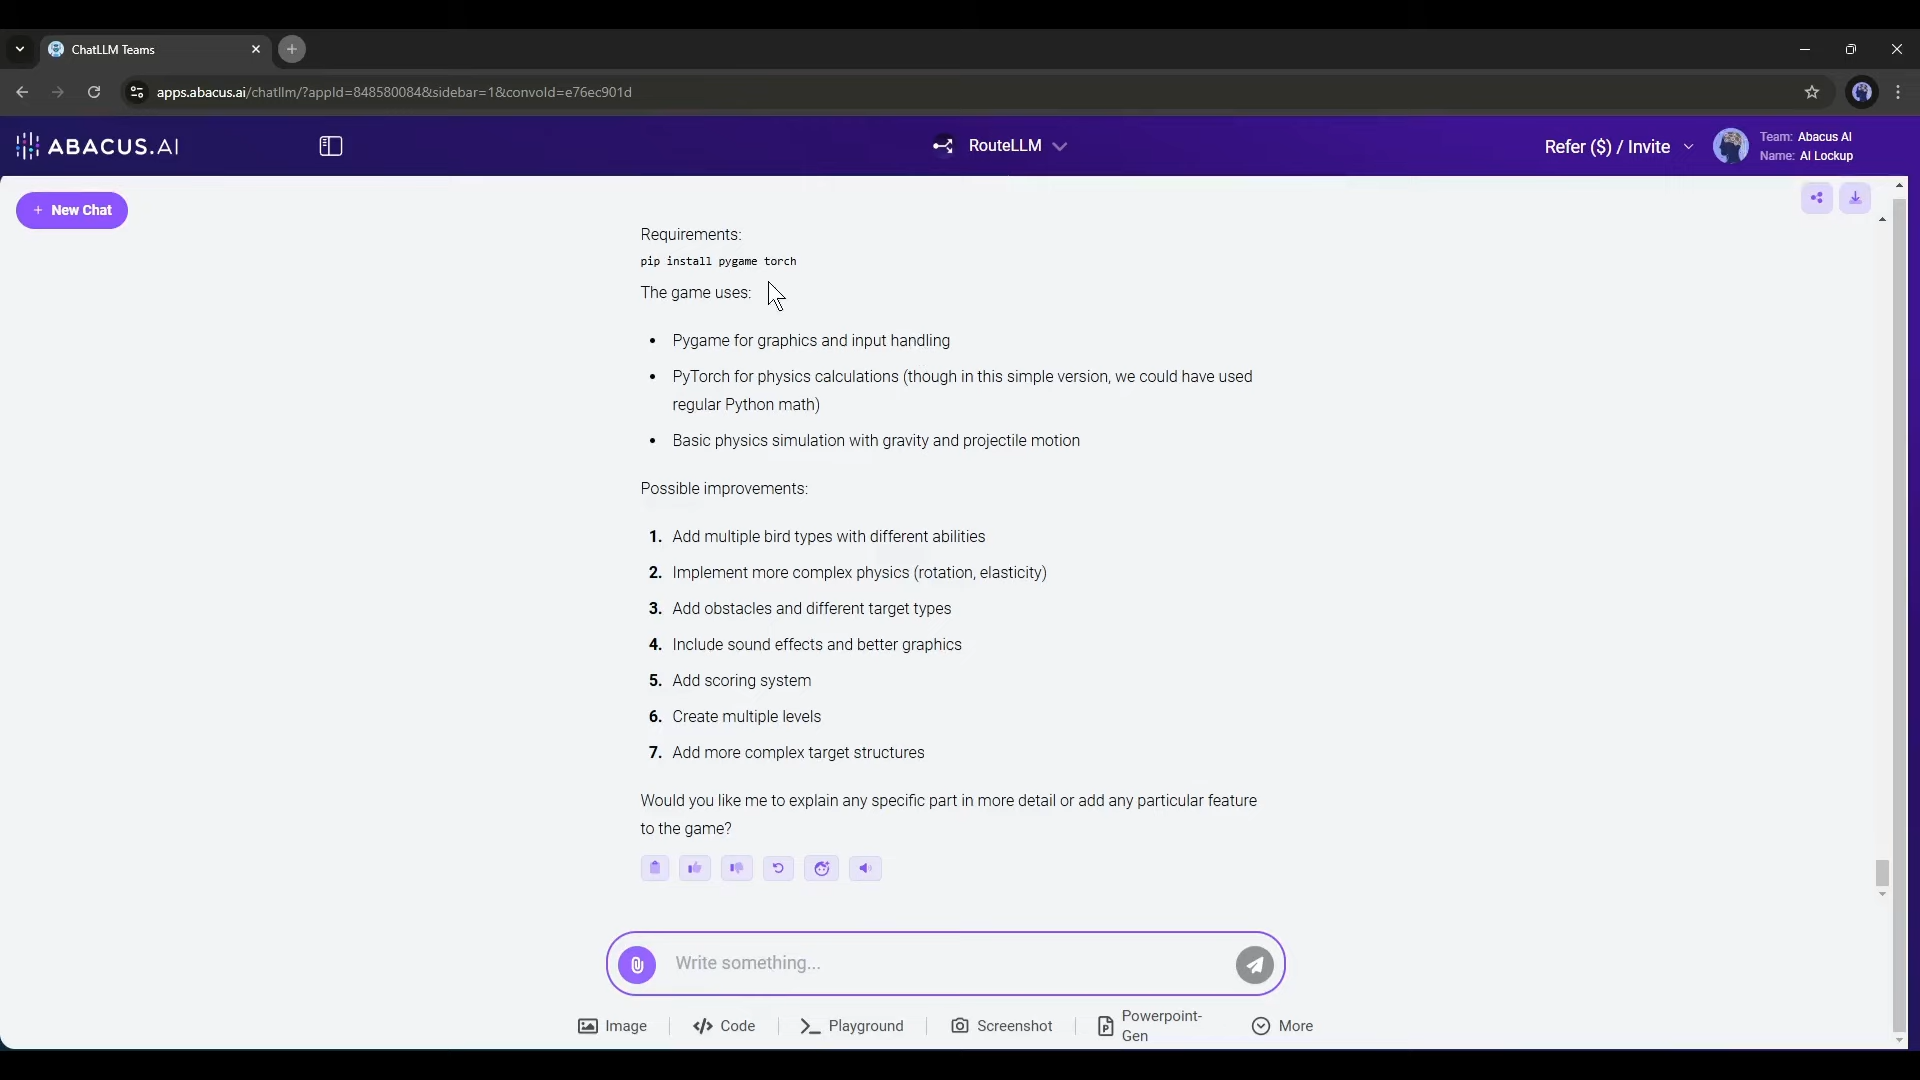 ChatLLM Teams
apps.abacus.ai/chatllm/?appId=848580084&sidebar=1&convoId=e76ec901d
ABACUS.AI
RouteLLM
Refer ($) / Invite
Team: Abacus AI
Name: AI Lockup
+ New Chat
Requirements:
pip install pygame torch
The game uses:
• Pygame for graphics and input handling
• PyTorch for physics calculations (though in this simple version, we could have used
regular Python math)
• Basic physics simulation with gravity and projectile motion
Possible improvements:
1. Add multiple bird types with different abilities
2. Implement more complex physics (rotation, elasticity)
3. Add obstacles and different target types
4. Include sound effects and better graphics
5. Add scoring system
6. Create multiple levels
7. Add more complex target structures
Would you like me to explain any specific part in more detail or add any particular feature
to the game?
Write something...
Image
Code
Playground
Screenshot
Powerpoint-
Gen
More